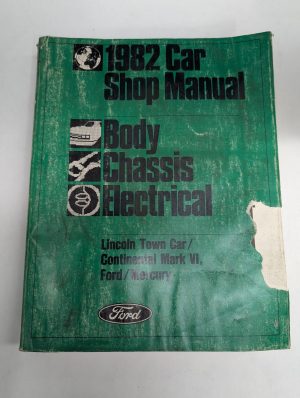 1982 Car
Shop Manual
Body
Chassis
Electrical
Lincoln Town Car/
Continental Mark VI,
Ford/Mercury
Ford